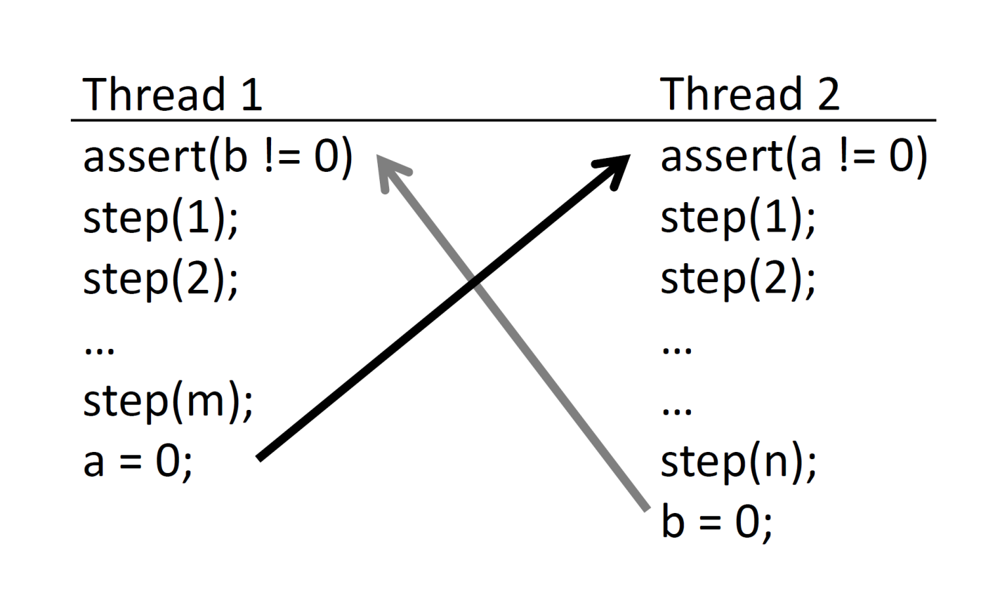 Thread 1 Thread 2
assert(b != 0) assert(a != 0)
step(1); step(1);
step(2); step(2);
... ...
step(m); ...
a = 0; step(n);
b = 0;